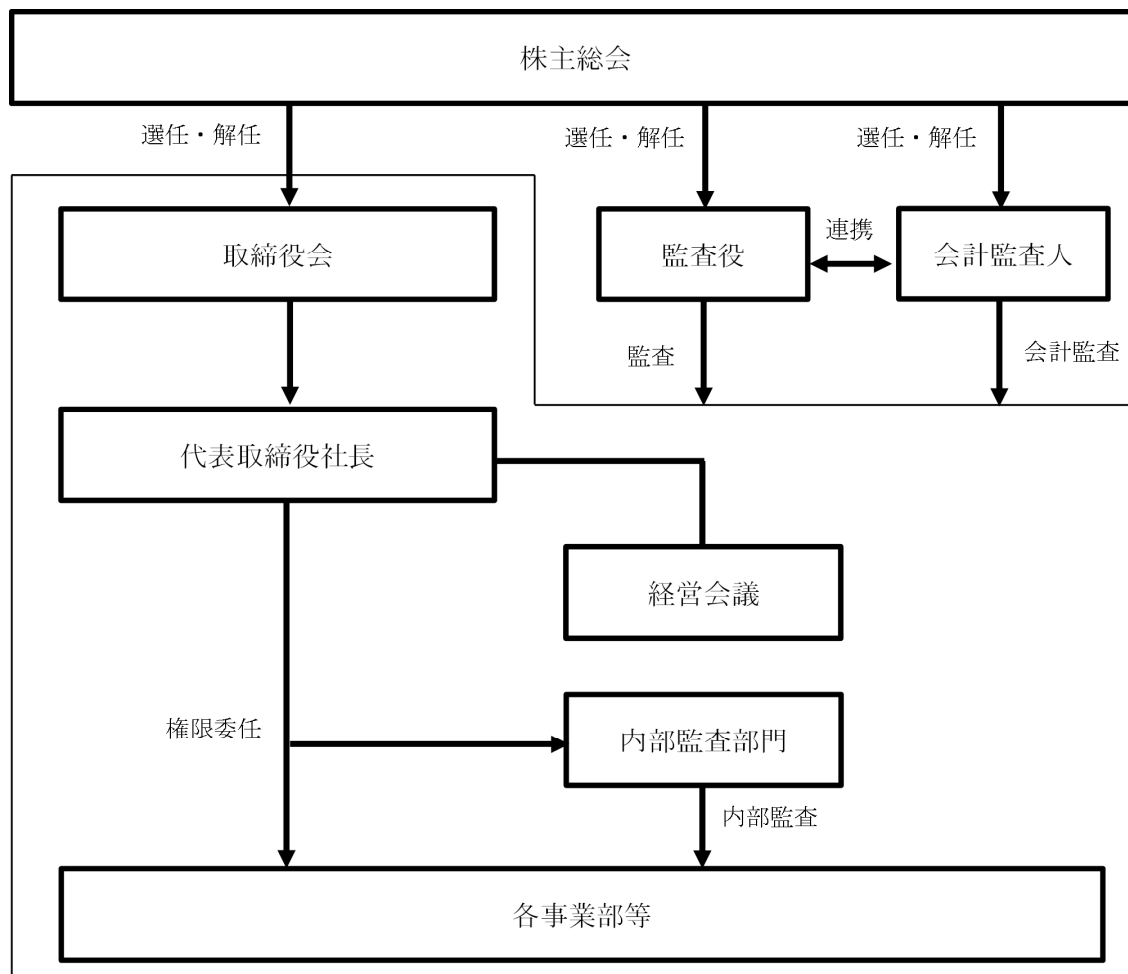 株主総会
選任・解任
選任・解任
選任・解任
取締役会
監査役
連携
会計監査人
監査
会計監査
代表取締役社長
経営会議
権限委任
内部監査部門
内部監査
各事業部等